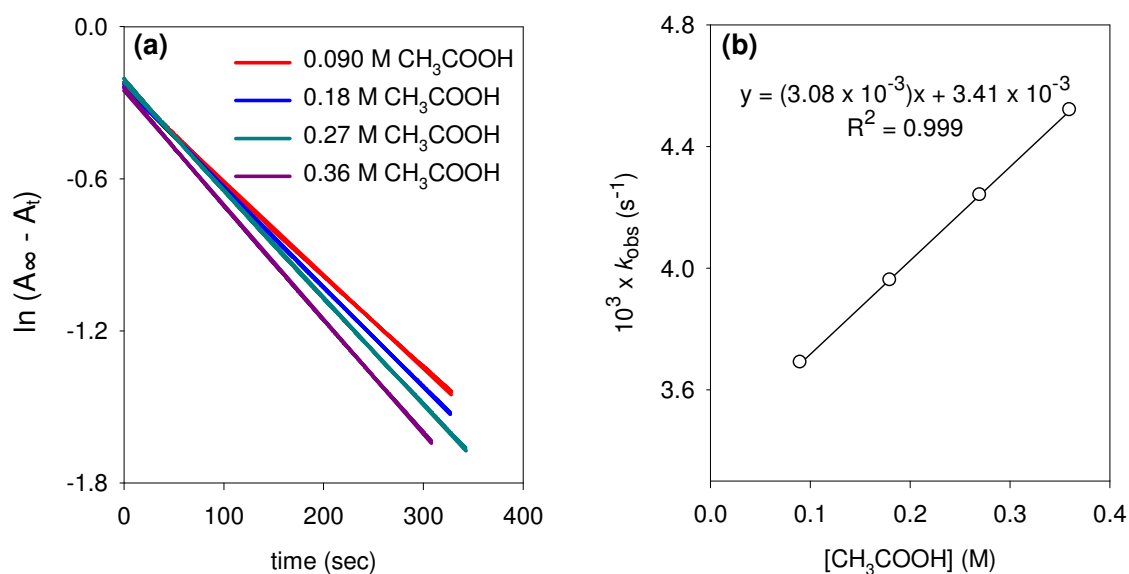 (a)
0.0
-0.6
-1.2
-1.8
ln (A∞ - Aₜ)
0.090 M CH₃COOH
0.18 M CH₃COOH
0.27 M CH₃COOH
0.36 M CH₃COOH
0 100 200 300 400
time (sec)
(b)
4.8
4.4
4.0
3.6
10³ x k_obs (s⁻¹)
y = (3.08 x 10⁻³)x + 3.41 x 10⁻³
R² = 0.999
0.0 0.1 0.2 0.3 0.4
[CH₃COOH] (M)